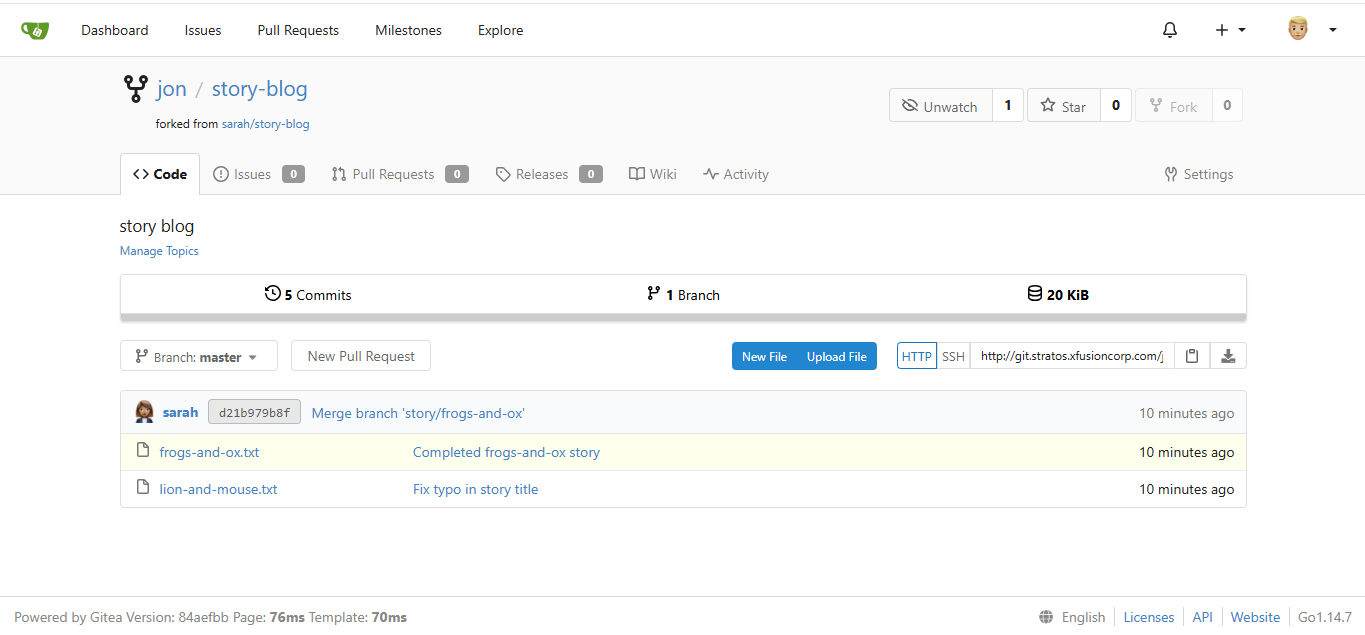 Dashboard Issues Pull Requests Milestones Explore
jon / story-blog
Unwatch 1 Star 0 Fork 0
forked from sarah/story-blog
Code Issues 0 Pull Requests 0 Releases 0 Wiki Activity Settings
story blog
Manage Topics
5 Commits 1 Branch 20 KiB
Branch: master New Pull Request New File Upload File HTTP SSH http://git.stratos.xfusioncorp.com/j
sarah d21b979b8f Merge branch 'story/frogs-and-ox' 10 minutes ago
frogs-and-ox.txt Completed frogs-and-ox story 10 minutes ago
lion-and-mouse.txt Fix typo in story title 10 minutes ago
Powered by Gitea Version: 84aefbb Page: 76ms Template: 70ms English Licenses API Website Go1.14.7